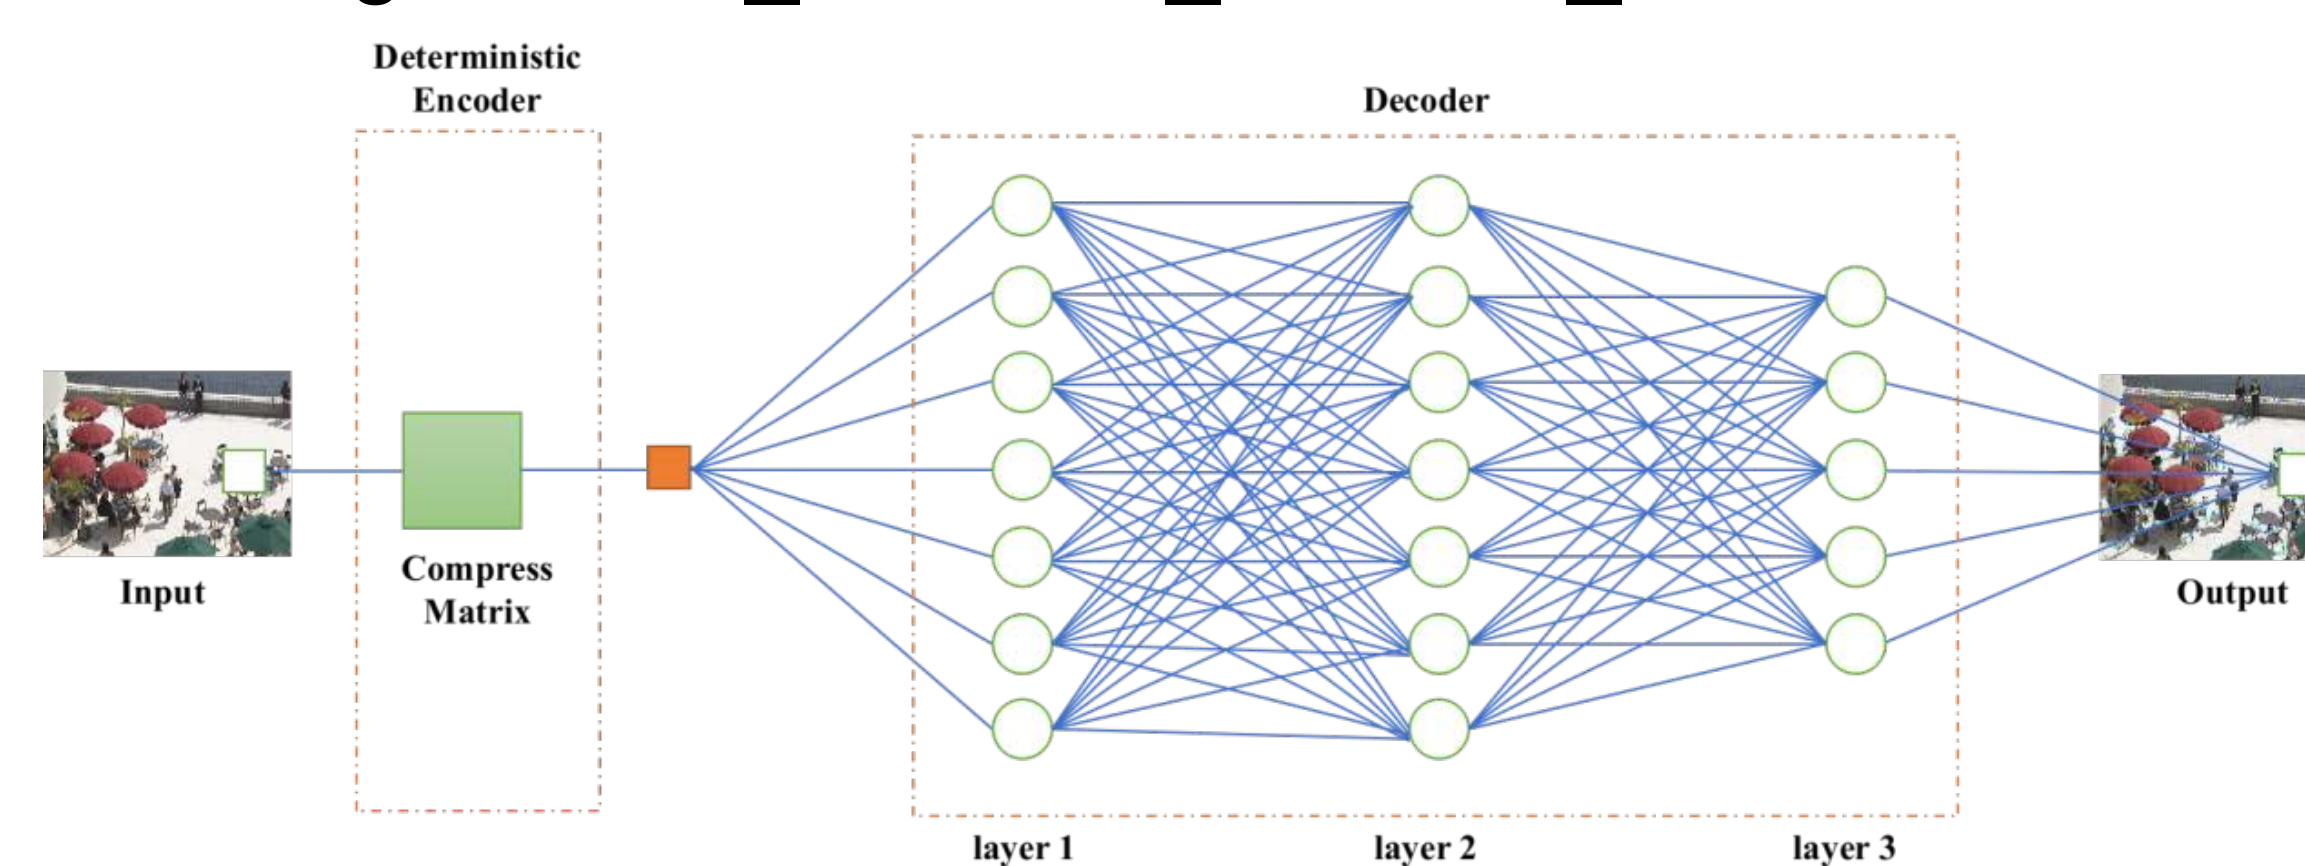 Deterministic
Encoder
Decoder
Compress
Matrix
Input
Output
layer 1
layer 2
layer 3